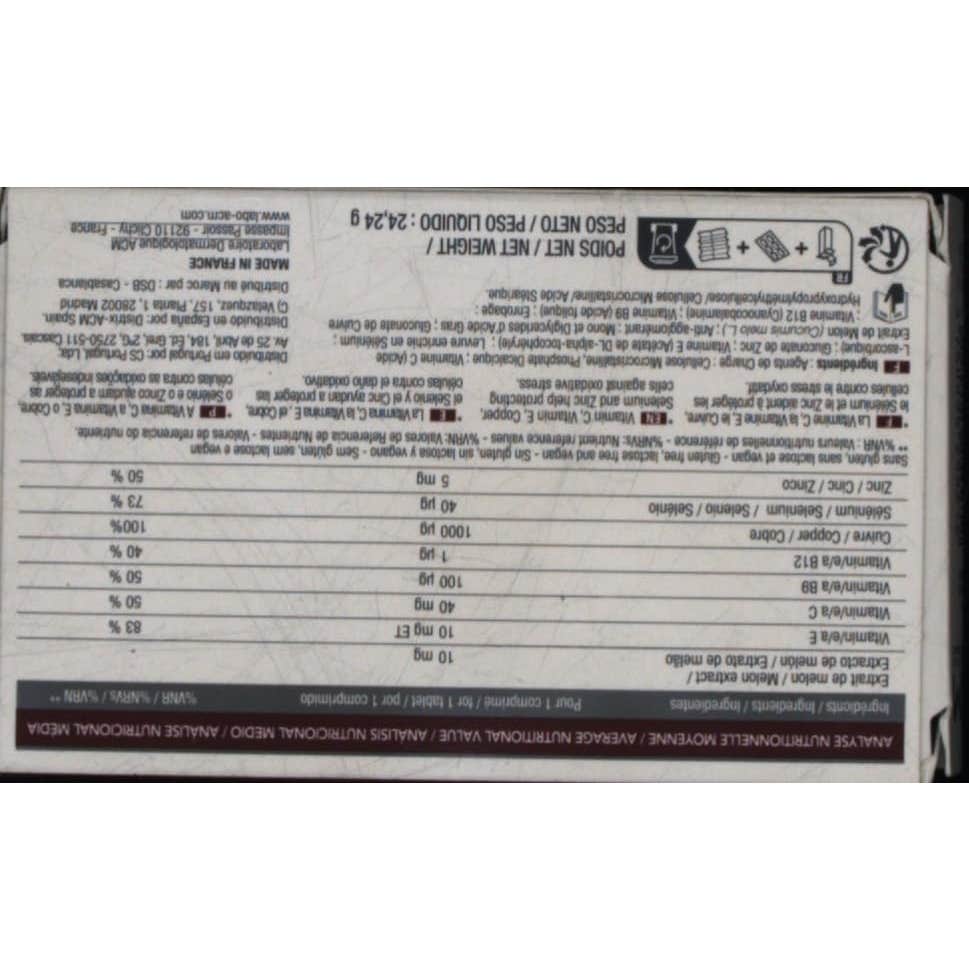 ANALYSE NUTRITIONNELLE MOYENNE / AVERAGE NUTRITIONAL VALUE / ANÁLISIS NUTRICIONAL MEDIO / ANÁLISE NUTRICIONAL MÉDIA
Ingrédients / Ingredients / Ingredientes Pour 1 comprimé / for 1 tablet / por 1 comprimido %VNR / %NRVs / %VRN **
Extrait de melon / Melon extract /
Extracto de melón / Extrato de melão 10 mg
Vitamin/e/a E 10 mg ET 83 %
Vitamin/e/a C 40 mg 50 %
Vitamin/e/a B9 100 µg 50 %
Vitamin/e/a B12 1 µg 40 %
Cuivre / Copper / Cobre 1000 µg 100%
Sélénium / Selenium / Selenio / Selénio 40 µg 73 %
Zinc / Cinc / Zinco 5 mg 50 %
Sans gluten, sans lactose et vegan - Gluten free, lactose free and vegan - Sin gluten, sin lactosa y vegano - Sem glúten, sem lactose e vegan
** %VNR : Valeurs nutritionnelles de référence - %NRVs: Nutrient reference values - %VRN: Valores de Referencia de Nutrientes - Valores de referencia do nutriente.
* F La Vitamine C, la Vitamine E, le Cuivre,
le Sélénium et le Zinc aident à protéger les
cellules contre le stress oxydatif.
* EN Vitamin C, Vitamin E, Copper,
Selenium and Zinc help protecting
cells against oxidative stress.
* E La Vitamina C, la Vitamina E, el Cobre,
el Selenio y el Cinc ayudan a proteger las
células contra el daño oxidativo.
* P A Vitamina C, a Vitamina E, o Cobre,
o Selénio e o Zinco ajudam a proteger as
células contra as oxidações indesejáveis.
F Ingrédients : Agents de Charge : Cellulose Microcristalline, Phosphate Dicalcique ; Vitamine C (Acide
L-ascorbique) ; Gluconate de Zinc ; Vitamine E (Acétate de DL-alpha-tocophéryle) ; Levure enrichie en Sélénium ;
Extrait de Melon (Cucumis melo L.) ; Anti-agglomérant : Mono et Diglycérides d'Acide Gras ; Gluconate de Cuivre
; Vitamine B12 (Cyanocobalamine) ; Vitamine B9 (Acide folique) ; Enrobage :
Hydroxypropylméthylcellulose/ Cellulose Microcristalline/ Acide Stéarique.
Distribuido em Portugal por: CS Portugal, Lda.
Av. 25 de Abril, 184, Ed. Grei, 2ºG, 2750-511 Cascais.
Distribuido en España por: Distrix-ACM Spain.
C) Velazquez, 157, Planta 1, 28002 Madrid
Distribué au Maroc par : DSB - Casablanca
MADE IN FRANCE
Laboratoire Dermatologique ACM
Impasse Passoir - 92110 Clichy - France
www.labo-acm.com
FR
POIDS NET / NET WEIGHT /
PESO NETO / PESO LIQUIDO : 24,24 g